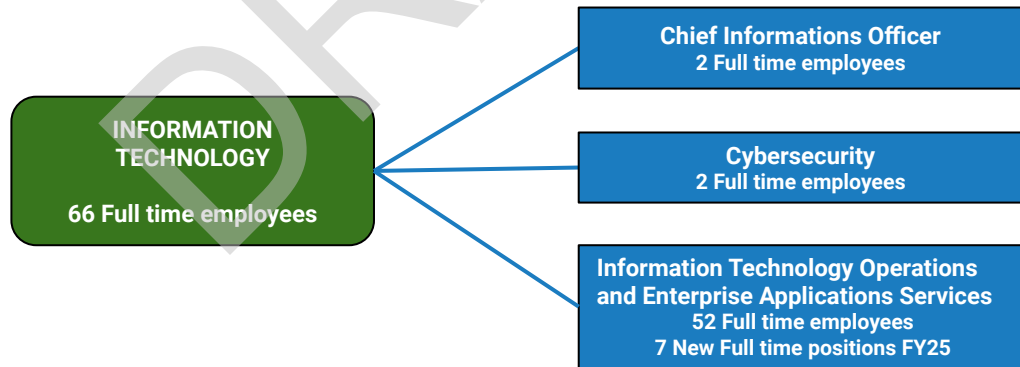 INFORMATION
TECHNOLOGY
66 Full time employees
Chief Informations Officer
2 Full time employees
Cybersecurity
2 Full time employees
Information Technology Operations
and Enterprise Applications Services
52 Full time employees
7 New Full time positions FY25